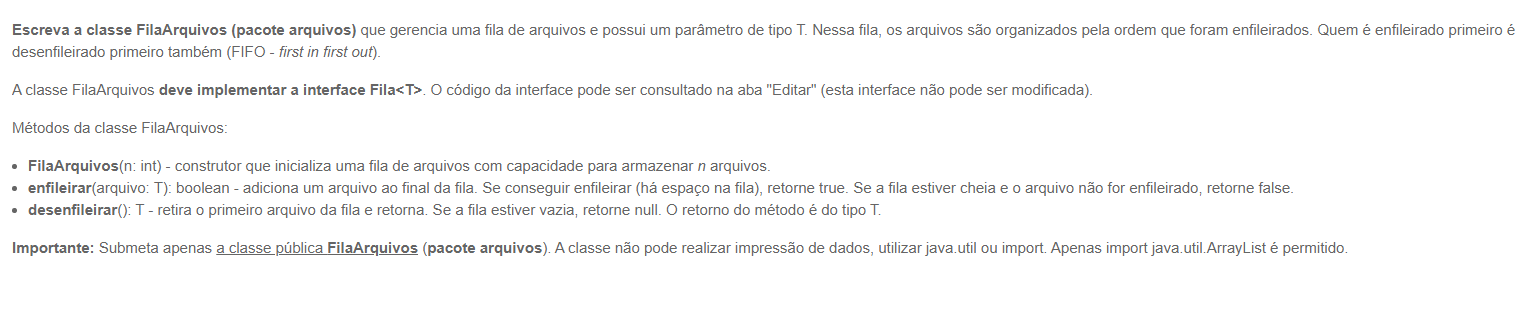 Escreva a classe FilaArquivos (pacote arquivos) que gerencia uma fila de arquivos e possui um parâmetro de tipo T. Nessa fila, os arquivos são organizados pela ordem que foram enfileirados. Quem é enfileirado primeiro é
desenfileirado primeiro também (FIFO - first in first out).
A classe FilaArquivos deve implementar a interface Fila<T>. O código da interface pode ser consultado na aba "Editar" (esta interface não pode ser modificada).
Métodos da classe FilaArquivos:
• FilaArquivos(n: int) - construtor que inicializa uma fila de arquivos com capacidade para armazenar n arquivos.
• enfileirar(arquivo: T): boolean - adiciona um arquivo ao final da fila. Se conseguir enfileirar (há espaço na fila), retorne true. Se a fila estiver cheia e o arquivo não for enfileirado, retorne false.
• desenfileirar(): T - retira o primeiro arquivo da fila e retorna. Se a fila estiver vazia, retorne null. O retorno do método é do tipo T.
Importante: Submeta apenas a classe pública FilaArquivos (pacote arquivos). A classe não pode realizar impressão de dados, utilizar java.util ou import. Apenas import java.util.ArrayList é permitido.